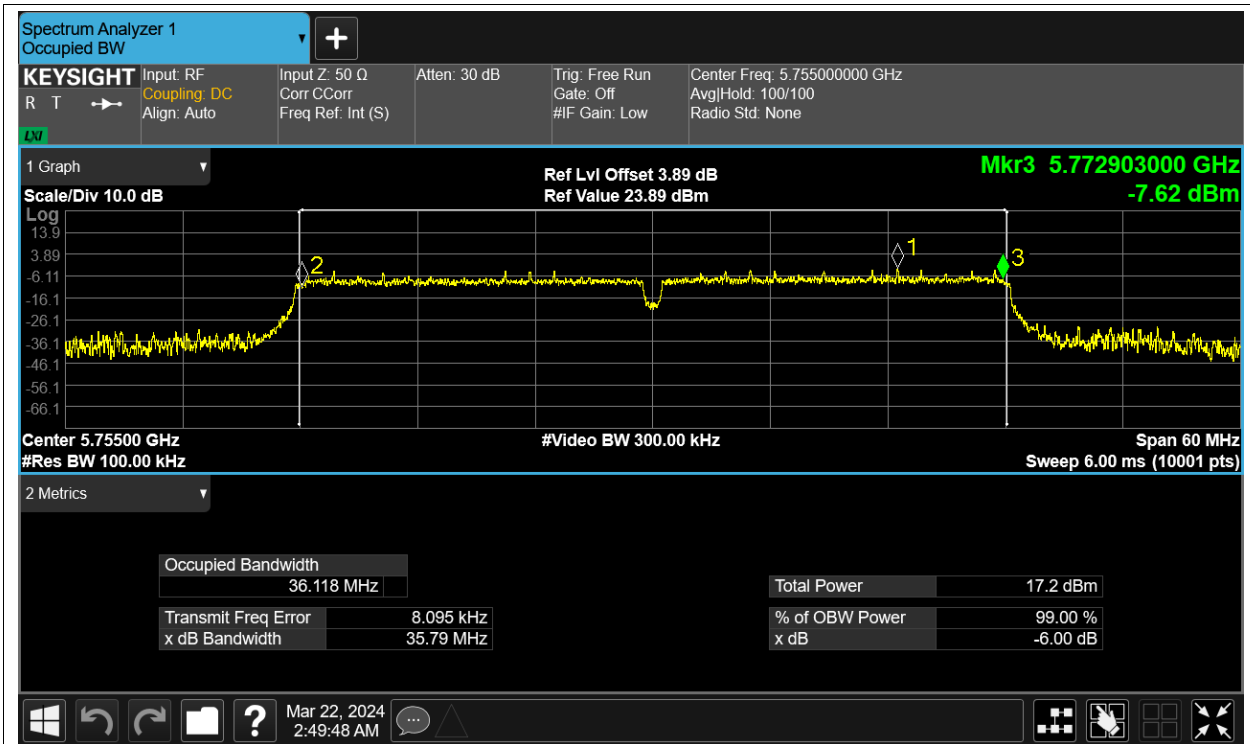 Spectrum Analyzer 1
Occupied BW
KEYSIGHT
R T
LXI
Input: RF
Coupling: DC
Align: Auto
Input Z: 50 Ω
Corr CCorr
Freq Ref: Int (S)
Atten: 30 dB
Trig: Free Run
Gate: Off
#IF Gain: Low
Center Freq: 5.755000000 GHz
Avg|Hold: 100/100
Radio Std: None
1 Graph
Scale/Div 10.0 dB
Ref Lvl Offset 3.89 dB
Ref Value 23.89 dBm
Mkr3 5.772903000 GHz
-7.62 dBm
Log
13.9
3.89
-6.11
-16.1
-26.1
-36.1
-46.1
-56.1
-66.1
2
1
3
Center 5.75500 GHz
#Res BW 100.00 kHz
#Video BW 300.00 kHz
Span 60 MHz
Sweep 6.00 ms (10001 pts)
2 Metrics
Occupied Bandwidth
36.118 MHz
Transmit Freq Error 8.095 kHz
x dB Bandwidth 35.79 MHz
Total Power 17.2 dBm
% of OBW Power 99.00 %
x dB -6.00 dB
?
Mar 22, 2024
2:49:48 AM